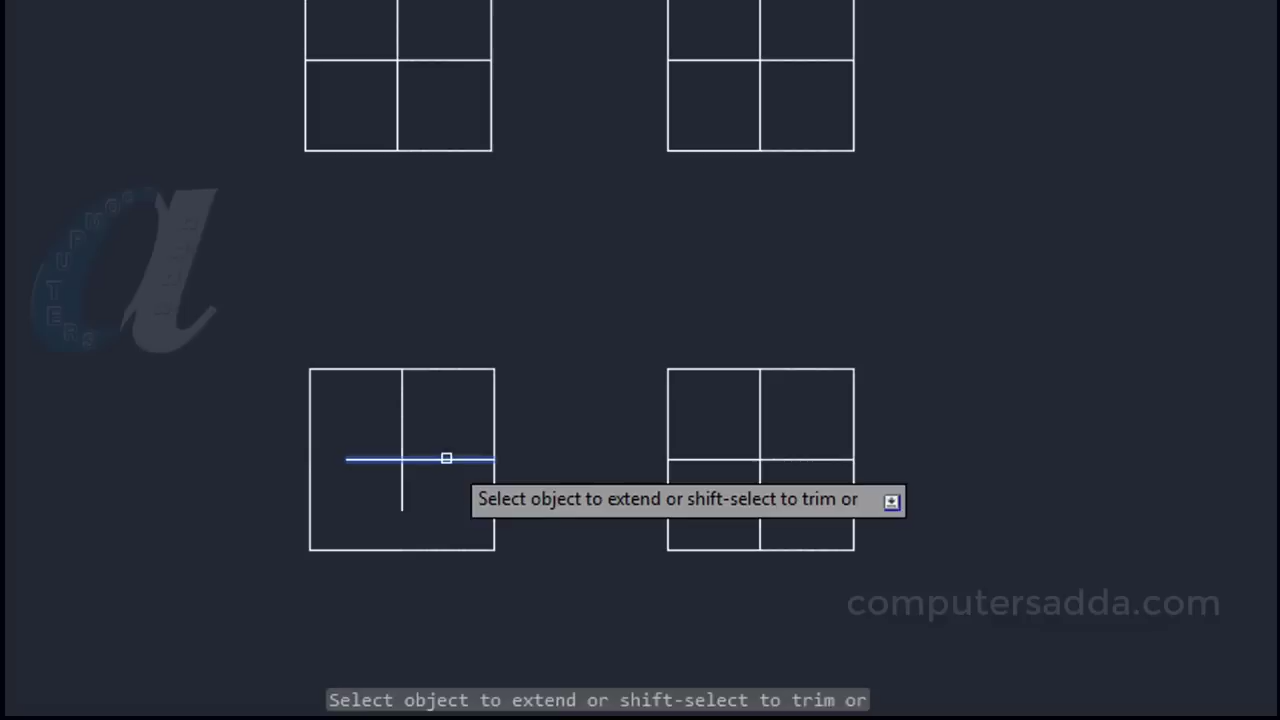 COMPUTERS
Select object to extend or shift-select to trim or
computersadda.com
Select object to extend or shift-select to trim or